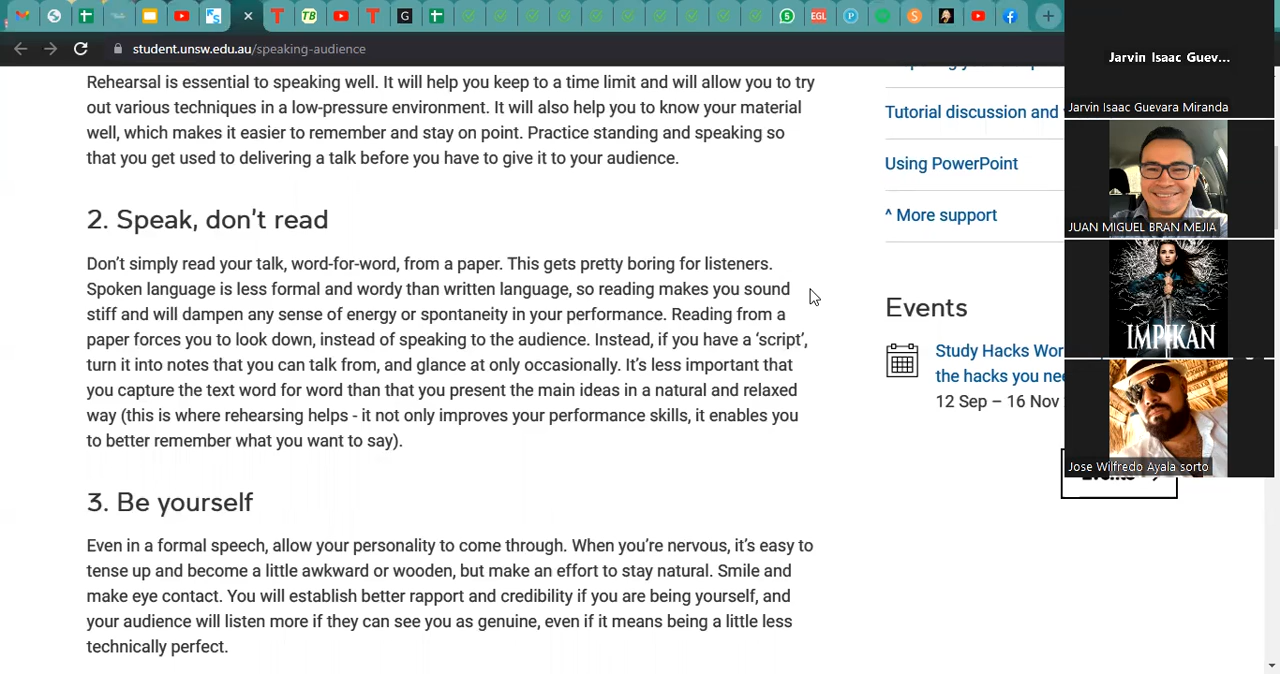 student.unsw.edu.au/speaking-audience
Rehearsal is essential to speaking well. It will help you keep to a time limit and will allow you to try
out various techniques in a low-pressure environment. It will also help you to know your material
well, which makes it easier to remember and stay on point. Practice standing and speaking so
that you get used to delivering a talk before you have to give it to your audience.
2. Speak, don't read
Don't simply read your talk, word-for-word, from a paper. This gets pretty boring for listeners.
Spoken language is less formal and wordy than written language, so reading makes you sound
stiff and will dampen any sense of energy or spontaneity in your performance. Reading from a
paper forces you to look down, instead of speaking to the audience. Instead, if you have a ‘script’,
turn it into notes that you can talk from, and glance at only occasionally. It's less important that
you capture the text word for word than that you present the main ideas in a natural and relaxed
way (this is where rehearsing helps - it not only improves your performance skills, it enables you
to better remember what you want to say).
3. Be yourself
Even in a formal speech, allow your personality to come through. When you're nervous, it's easy to
tense up and become a little awkward or wooden, but make an effort to stay natural. Smile and
make eye contact. You will establish better rapport and credibility if you are being yourself, and
your audience will listen more if they can see you as genuine, even if it means being a little less
technically perfect.
Tutorial discussion and
Using PowerPoint
^ More support
Events
Study Hacks Wor
the hacks you nee
12 Sep – 16 Nov
Jarvin Isaac Guev...
Jarvin Isaac Guevara Miranda
JUAN MIGUEL BRAN MEJIA
IMPIKAN
Jose Wilfredo Ayala sorto